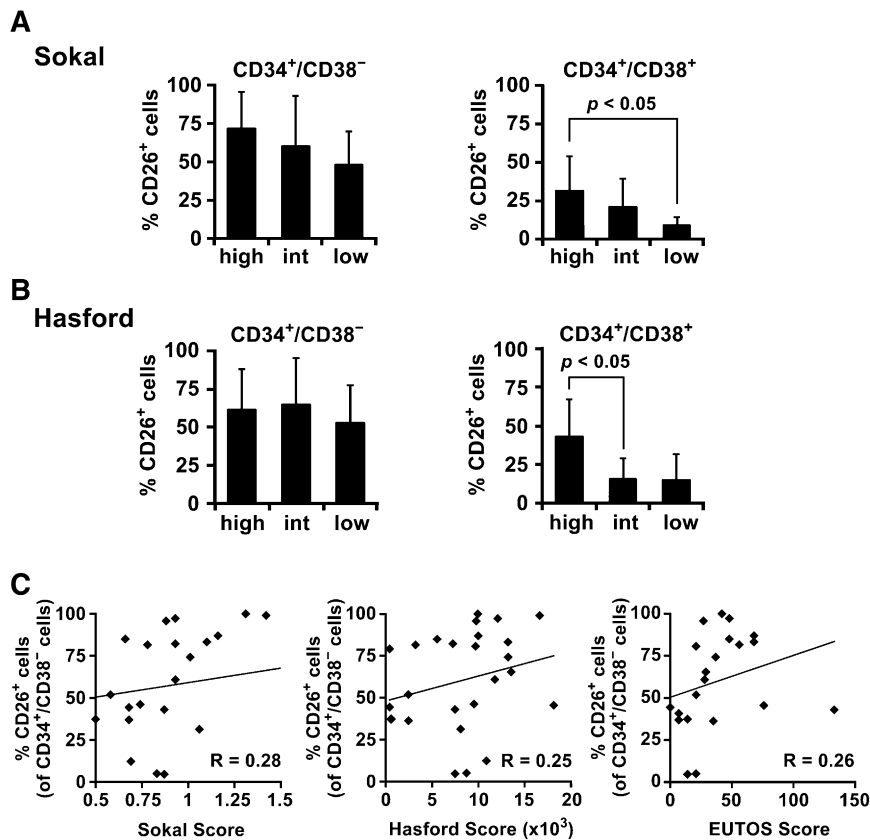 A
Sokal
CD34⁺/CD38⁻
% CD26⁺ cells
100
75
50
25
0
high int low
CD34⁺/CD38⁺
% CD26⁺ cells
100
75
50
25
0
p < 0.05
high int low
B
Hasford
CD34⁺/CD38⁻
% CD26⁺ cells
100
75
50
25
0
high int low
CD34⁺/CD38⁺
% CD26⁺ cells
100
75
50
25
0
p < 0.05
high int low
C
% CD26⁺ cells
(of CD34⁺/CD38⁻ cells)
100
75
50
25
0
R = 0.28
0.5 0.75 1 1.25 1.5
Sokal Score
% CD26⁺ cells
(of CD34⁺/CD38⁻ cells)
100
75
50
25
0
R = 0.25
0 5 10 15 20
Hasford Score (x10³)
% CD26⁺ cells
(of CD34⁺/CD38⁻ cells)
100
75
50
25
0
R = 0.26
0 50 100 150
EUTOS Score